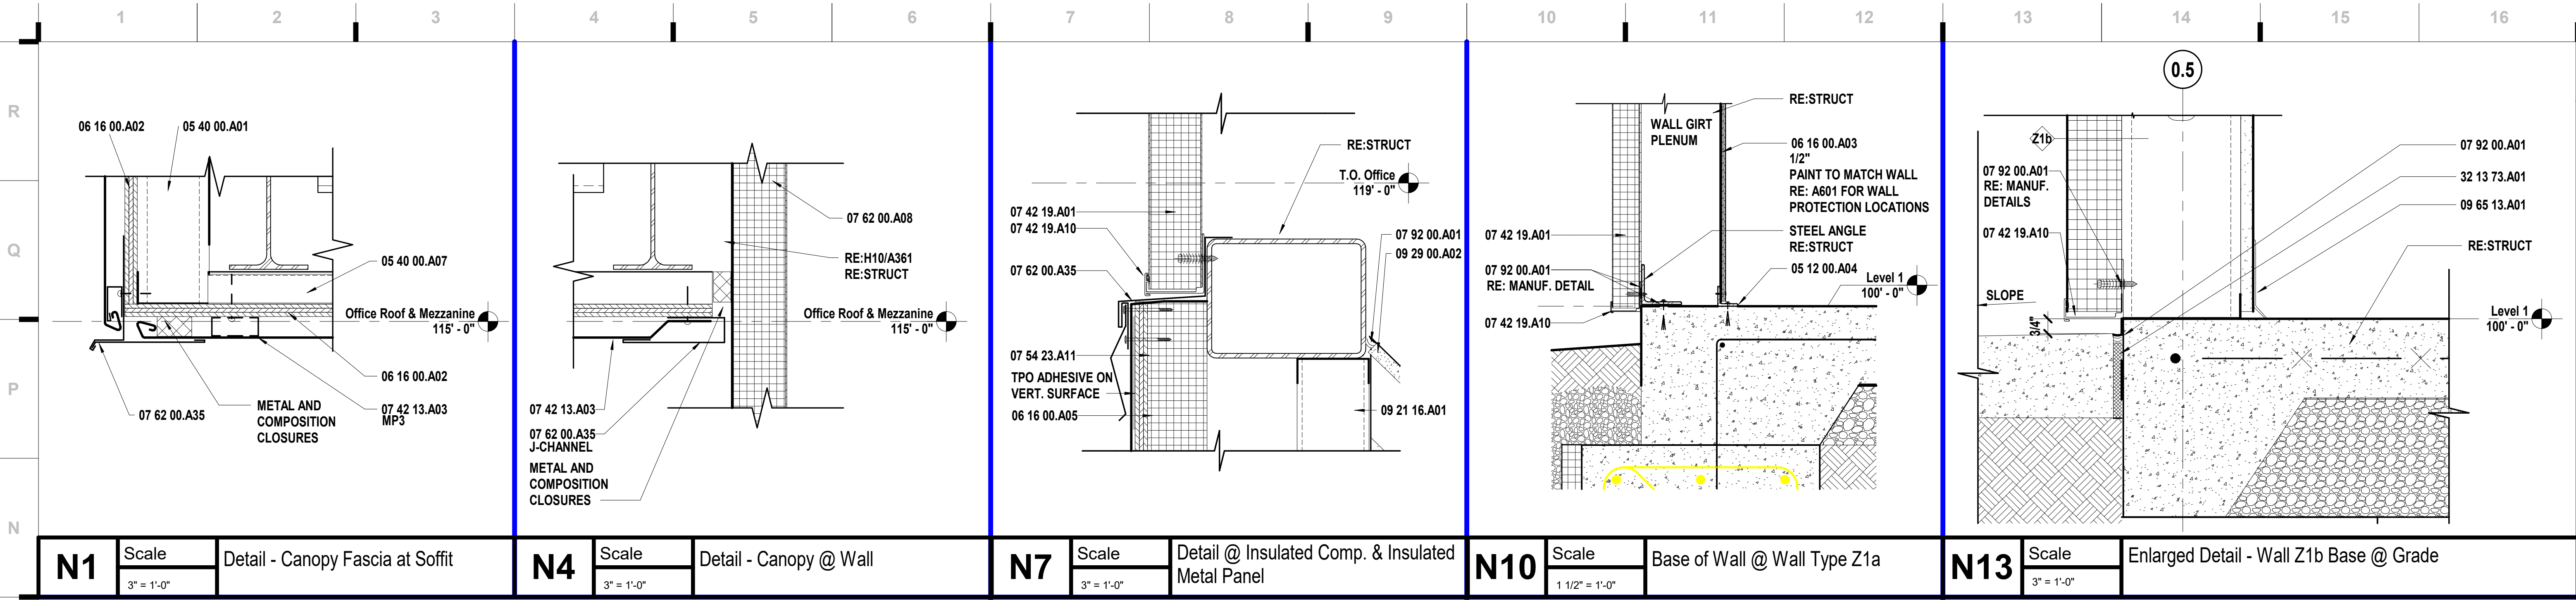 1 2 3 4 5 6 7 8 9 10 11 12 13 14 15 16
R
Q
P
N
06 16 00.A02
05 40 00.A01
05 40 00.A07
Office Roof & Mezzanine
115' - 0"
06 16 00.A02
07 42 13.A03
MP3
07 62 00.A35
METAL AND
COMPOSITION
CLOSURES
N1
Scale
3" = 1'-0"
Detail - Canopy Fascia at Soffit
07 62 00.A08
RE:H10/A361
RE:STRUCT
Office Roof & Mezzanine
115' - 0"
07 42 13.A03
07 62 00.A35
J-CHANNEL
METAL AND
COMPOSITION
CLOSURES
N4
Scale
3" = 1'-0"
Detail - Canopy @ Wall
RE:STRUCT
T.O. Office
119' - 0"
07 42 19.A01
07 42 19.A10
07 62 00.A35
07 92 00.A01
09 29 00.A02
07 54 23.A11
TPO ADHESIVE ON
VERT. SURFACE
06 16 00.A05
09 21 16.A01
N7
Scale
3" = 1'-0"
Detail @ Insulated Comp. & Insulated
Metal Panel
RE:STRUCT
WALL GIRT
PLENUM
06 16 00.A03
1/2"
PAINT TO MATCH WALL
RE: A601 FOR WALL
PROTECTION LOCATIONS
STEEL ANGLE
RE:STRUCT
07 42 19.A01
07 92 00.A01
RE: MANUF. DETAIL
05 12 00.A04
Level 1
100' - 0"
07 42 19.A10
N10
Scale
1 1/2" = 1'-0"
Base of Wall @ Wall Type Z1a
0.5
Z1b
07 92 00.A01
RE: MANUF.
DETAILS
07 42 19.A10
SLOPE
3/4"
07 92 00.A01
32 13 73.A01
09 65 13.A01
RE:STRUCT
Level 1
100' - 0"
N13
Scale
3" = 1'-0"
Enlarged Detail - Wall Z1b Base @ Grade